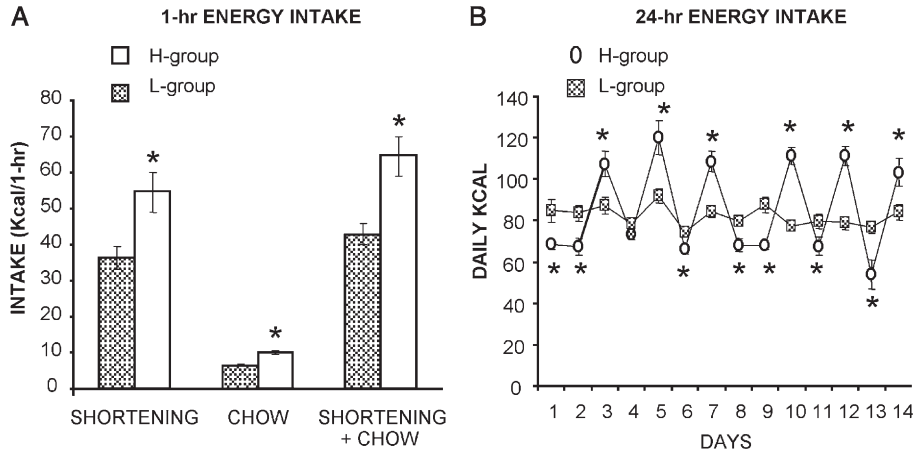 A
1-hr ENERGY INTAKE
H-group
L-group
INTAKE (Kcal/1-hr)
80
70
60
50
40
30
20
10
0
*
*
*
SHORTENING
CHOW
SHORTENING
+ CHOW
B
24-hr ENERGY INTAKE
H-group
L-group
DAILY KCAL
140
120
100
80
60
40
20
0
* * * * * *
* * * * * * *
1 2 3 4 5 6 7 8 9 10 11 12 13 14
DAYS